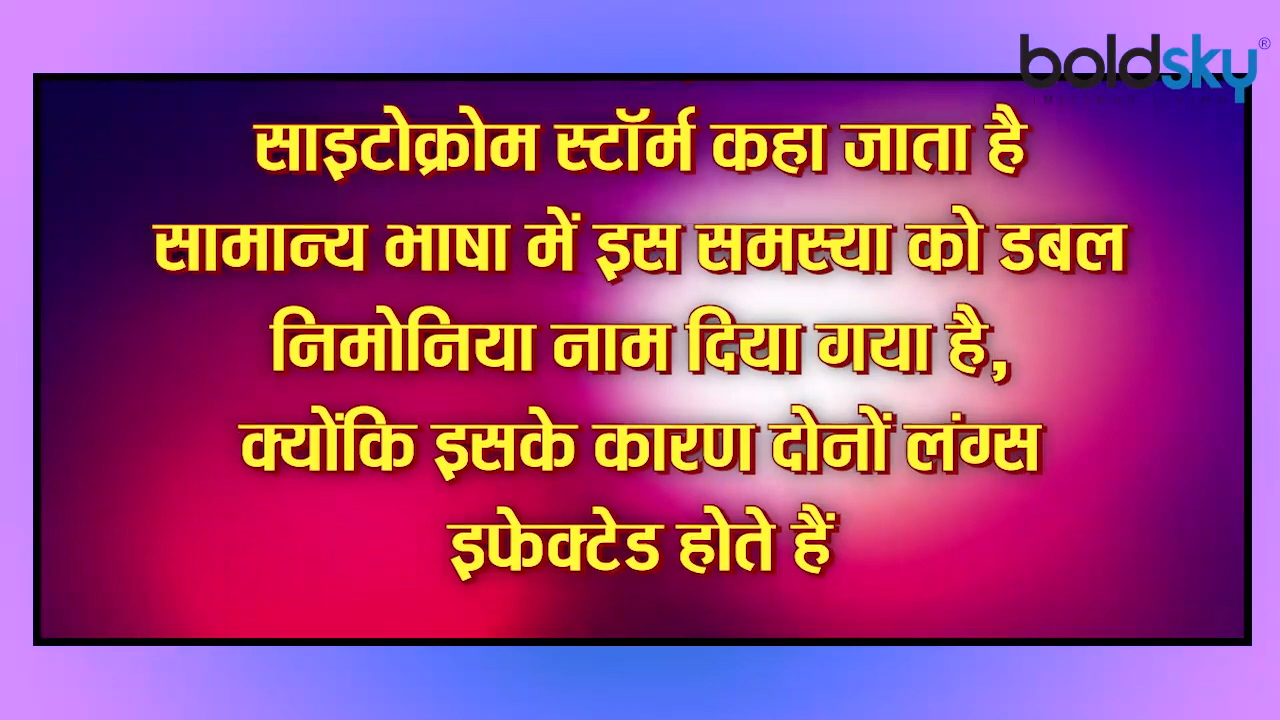 boldsky®
साइटोक्रोम स्टॉर्म कहा जाता है
सामान्य भाषा में इस समस्या को डबल
निमोनिया नाम दिया गया है,
क्योंकि इसके कारण दोनों लंग्स
इफेक्टेड होते हैं